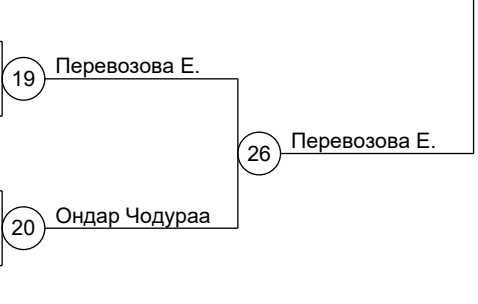 19 Перевозова Е.
26 Перевозова Е.
20 Ондар Чодураа